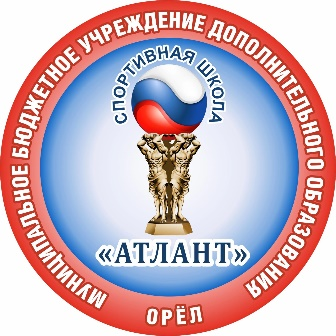 МУНИЦИПАЛЬНОЕ БЮДЖЕТНОЕ УЧРЕЖДЕНИЕ ДОПОЛНИТЕЛЬНОГО ОБРАЗОВАНИЯ
СПОРТИВНАЯ ШКОЛА
«АТЛАНТ»
ОРЁЛ